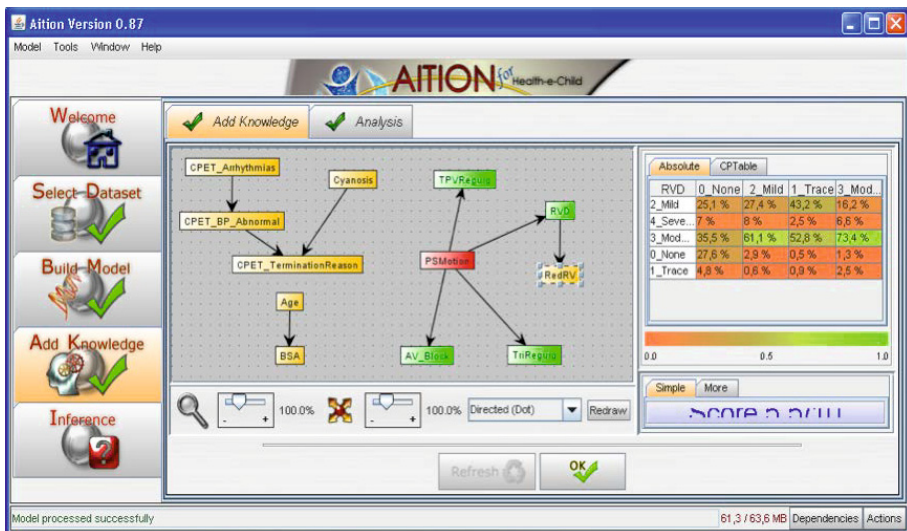 Aition Version 0.87
Model Tools Window Help
AITION for Health-e-Child
Welcome
Select Dataset
Build Model
Add Knowledge
Inference
Add Knowledge Analysis
CPET_Arrhythmias
Cyanosis
TPVRegurg
CPET_BP_Abnormal
RVD
CPET_TerminationReason
PSMotion
RedRV
Age
BSA
AV_Block
TriRegurg
Absolute CPTable
RVD 0_None 2_Mild 1_Trace 3_Mod...
2_Mild 25,1 % 27,4 % 43,2 % 16,2 %
4_Seve... 7 % 8 % 2,5 % 6,6 %
3_Mod... 35,5 % 61,1 % 52,8 % 73,4 %
0_None 27,6 % 2,9 % 0,5 % 1,3 %
1_Trace 4,8 % 0,6 % 0,9 % 2,5 %
0.0 0.5 1.0
- + 100.0% - + 100.0% Directed (Dot) Redraw
Simple More
Refresh OK
Model processed successfully 61,3 / 63,6 MB Dependencies Actions